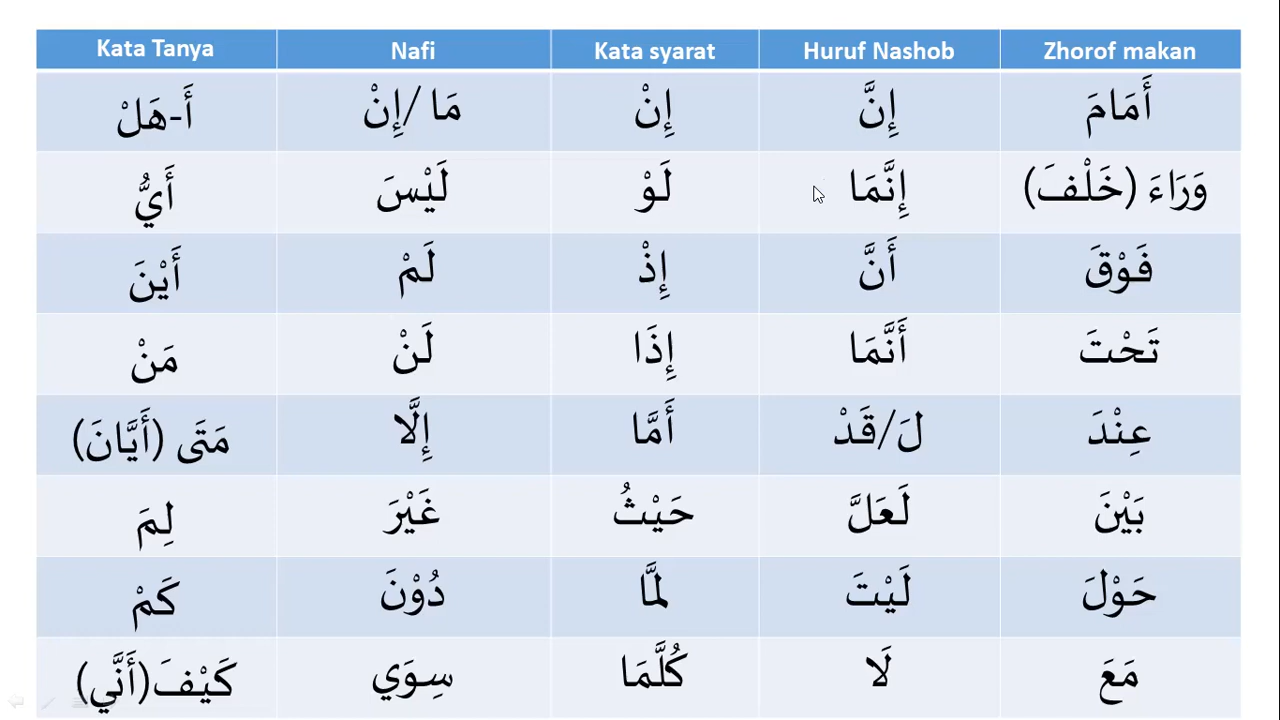 Kata Tanya Nafi Kata syarat Huruf Nashob Zhorof makan
أَ-هَلْ مَا /إِنْ إِنْ إِنَّ أَمَامَ
أَيُّ لَيْسَ لَوْ إِنَّمَا وَرَاءَ (خَلْفَ)
أَيْنَ لَمْ إِذْ أَنَّ فَوْقَ
مَنْ لَنْ إِذَا أَنَّمَا تَحْتَ
مَتَى (أَيَّانَ) إِلَّا أَمَّا لَ/قَدْ عِنْدَ
لِمَ غَيْرَ حَيْثُ لَعَلَّ بَيْنَ
كَمْ دُوْنَ لَمَّا لَيْتَ حَوْلَ
كَيْفَ(أَنَّي) سِوَي كُلَّمَا لَا مَعَ